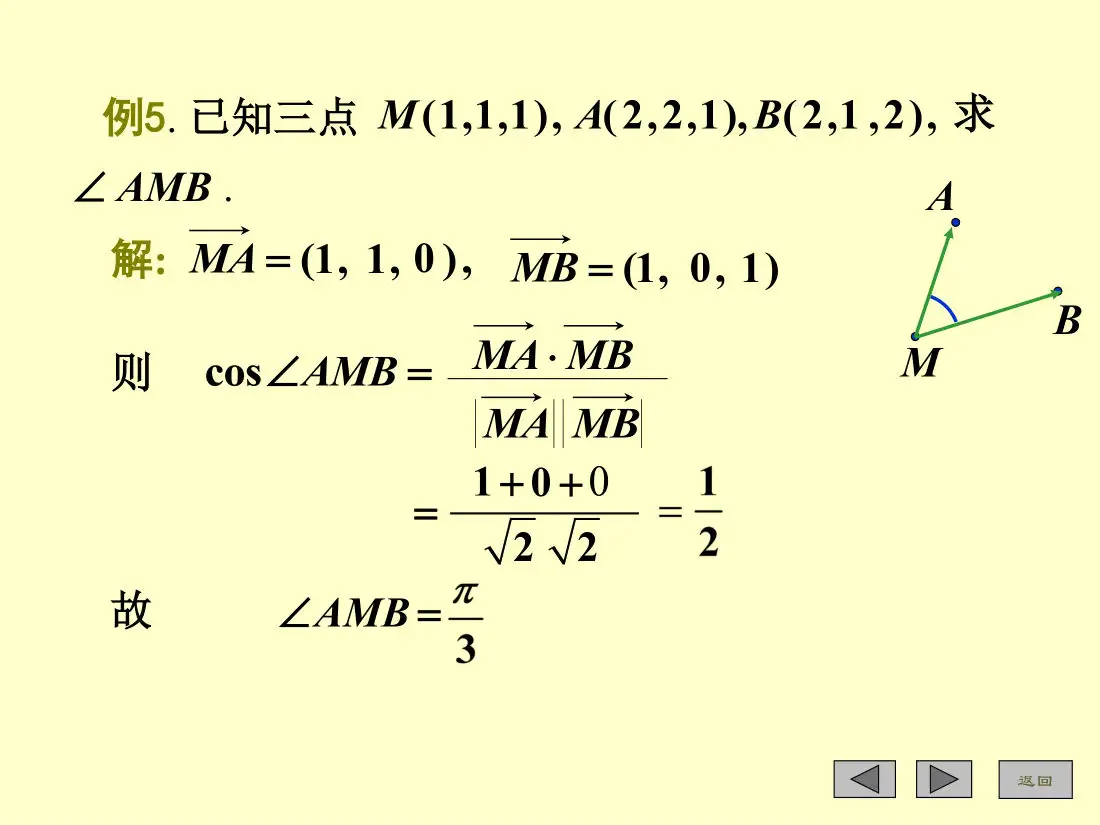 例5. 已知三点 M(1,1,1), A(2,2,1), B(2,1,2), 求
∠AMB .
A
B
M
解: MA = (1, 1, 0), MB = (1, 0, 1)
则 cos∠AMB = (MA · MB) / (|MA||MB|)
= (1+0+0) / (√2 √2) = 1/2
故 ∠AMB = π/3
返回